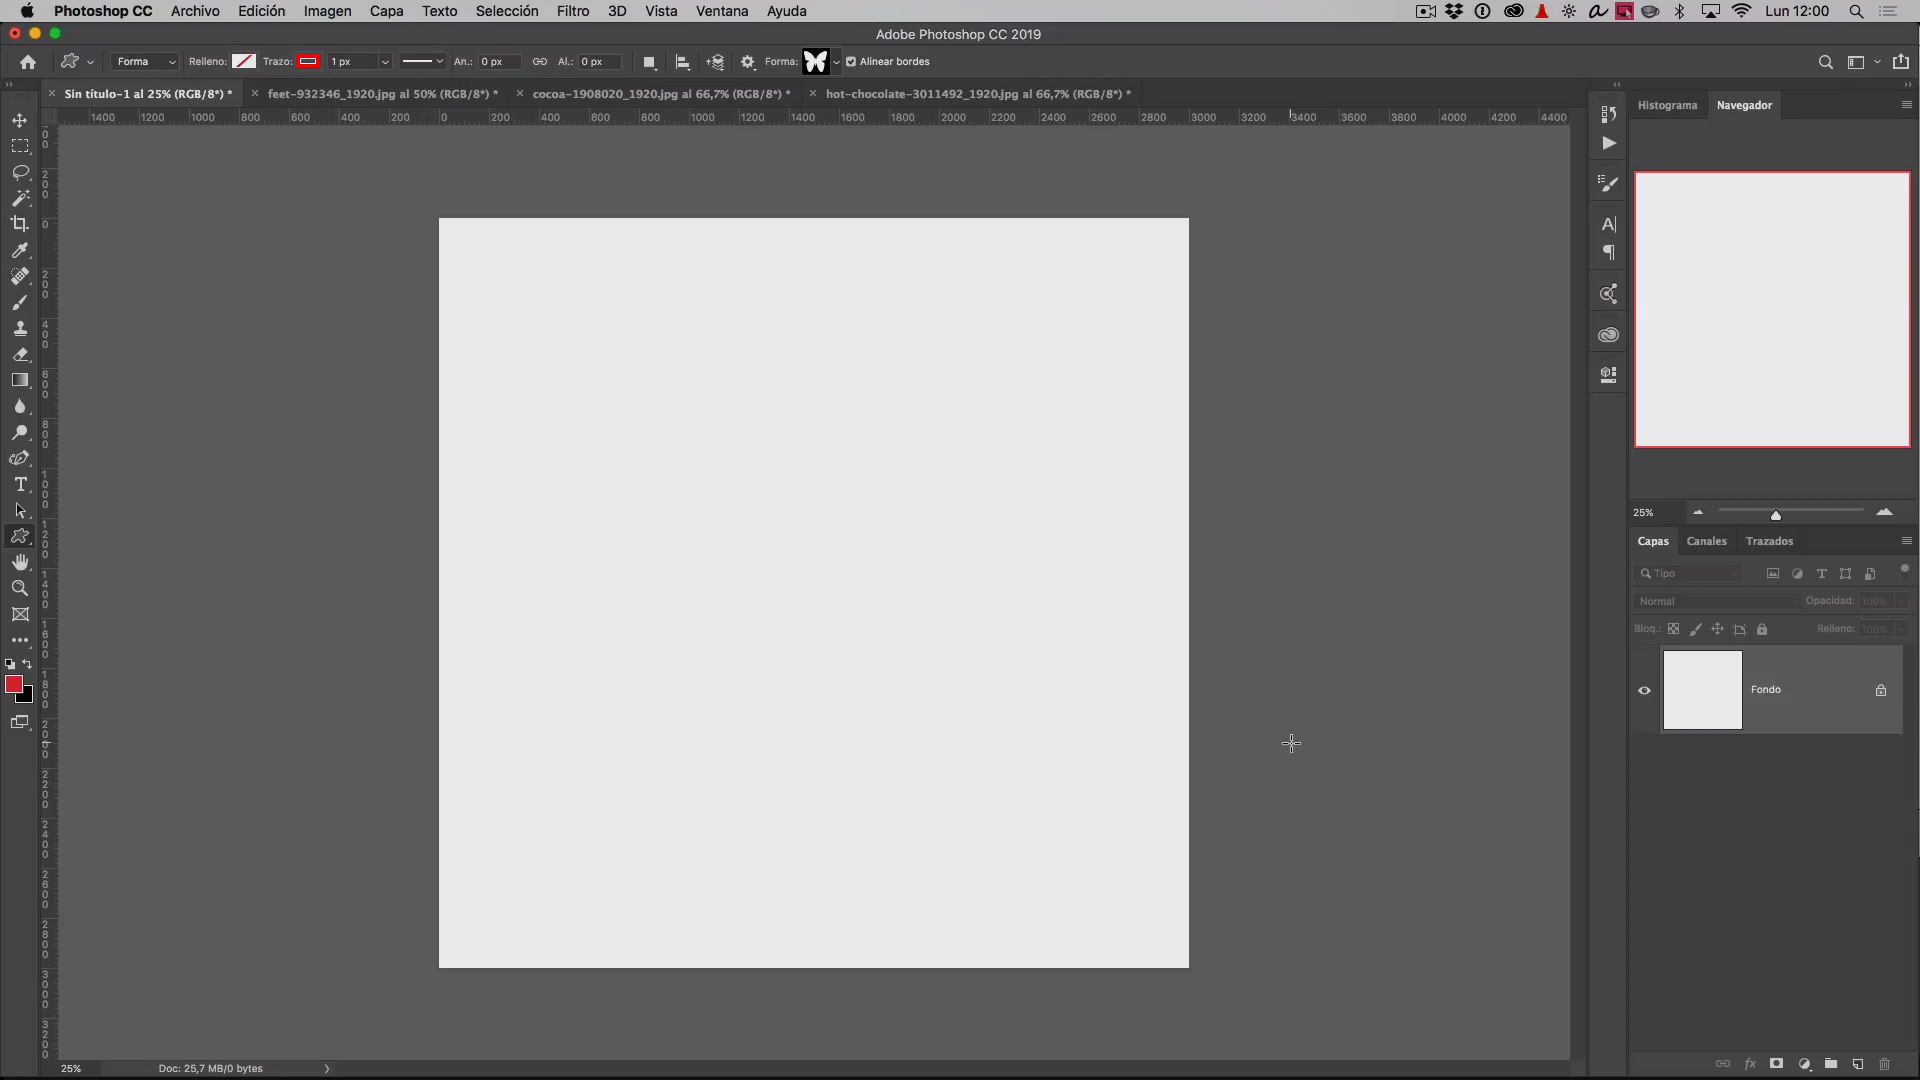 Photoshop CC Archivo Edición Imagen Capa Texto Selección Filtro 3D Vista Ventana Ayuda Lun 12:00
Adobe Photoshop CC 2019
Forma Relleno: Trazo: 1 px An.: 0 px Al.: 0 px Forma: Alinear bordes
Sin título-1 al 25% (RGB/8*) * feet-932346_1920.jpg al 50% (RGB/8*) * cocoa-1908020_1920.jpg al 66,7% (RGB/8*) * hot-chocolate-3011492_1920.jpg al 66,7% (RGB/8*) *
Histograma Navegador
1400 1200 1000 800 600 400 200 0 200 400 600 800 1000 1200 1400 1600 1800 2000 2200 2400 2600 2800 3000 3200 3400 3600 3800 4000 4200 4400
0
200
400
600
800
1000
1200
1400
1600
1800
2000
2200
2400
2600
2800
3000
3200
25%
Capas Canales Trazados
Tipo
Normal Opacidad: 100%
Bloq.: Relleno: 100%
Fondo
25% Doc: 25,7 MB/0 bytes